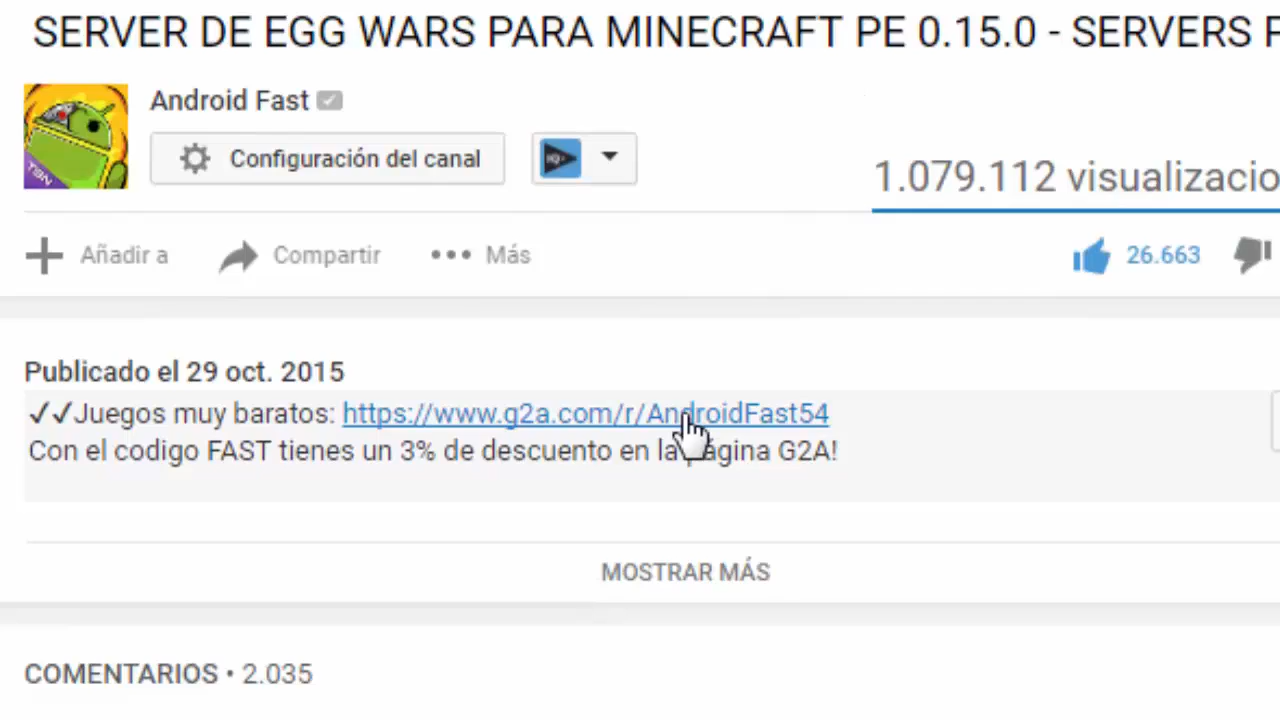 SERVER DE EGG WARS PARA MINECRAFT PE 0.15.0 - SERVERS P
Android Fast
TSN
Configuración del canal
1.079.112 visualizacio
Añadir a
Compartir
Más
26.663
Publicado el 29 oct. 2015
✓✓Juegos muy baratos: https://www.g2a.com/r/AndroidFast54
Con el codigo FAST tienes un 3% de descuento en la página G2A!
MOSTRAR MÁS
COMENTARIOS • 2.035